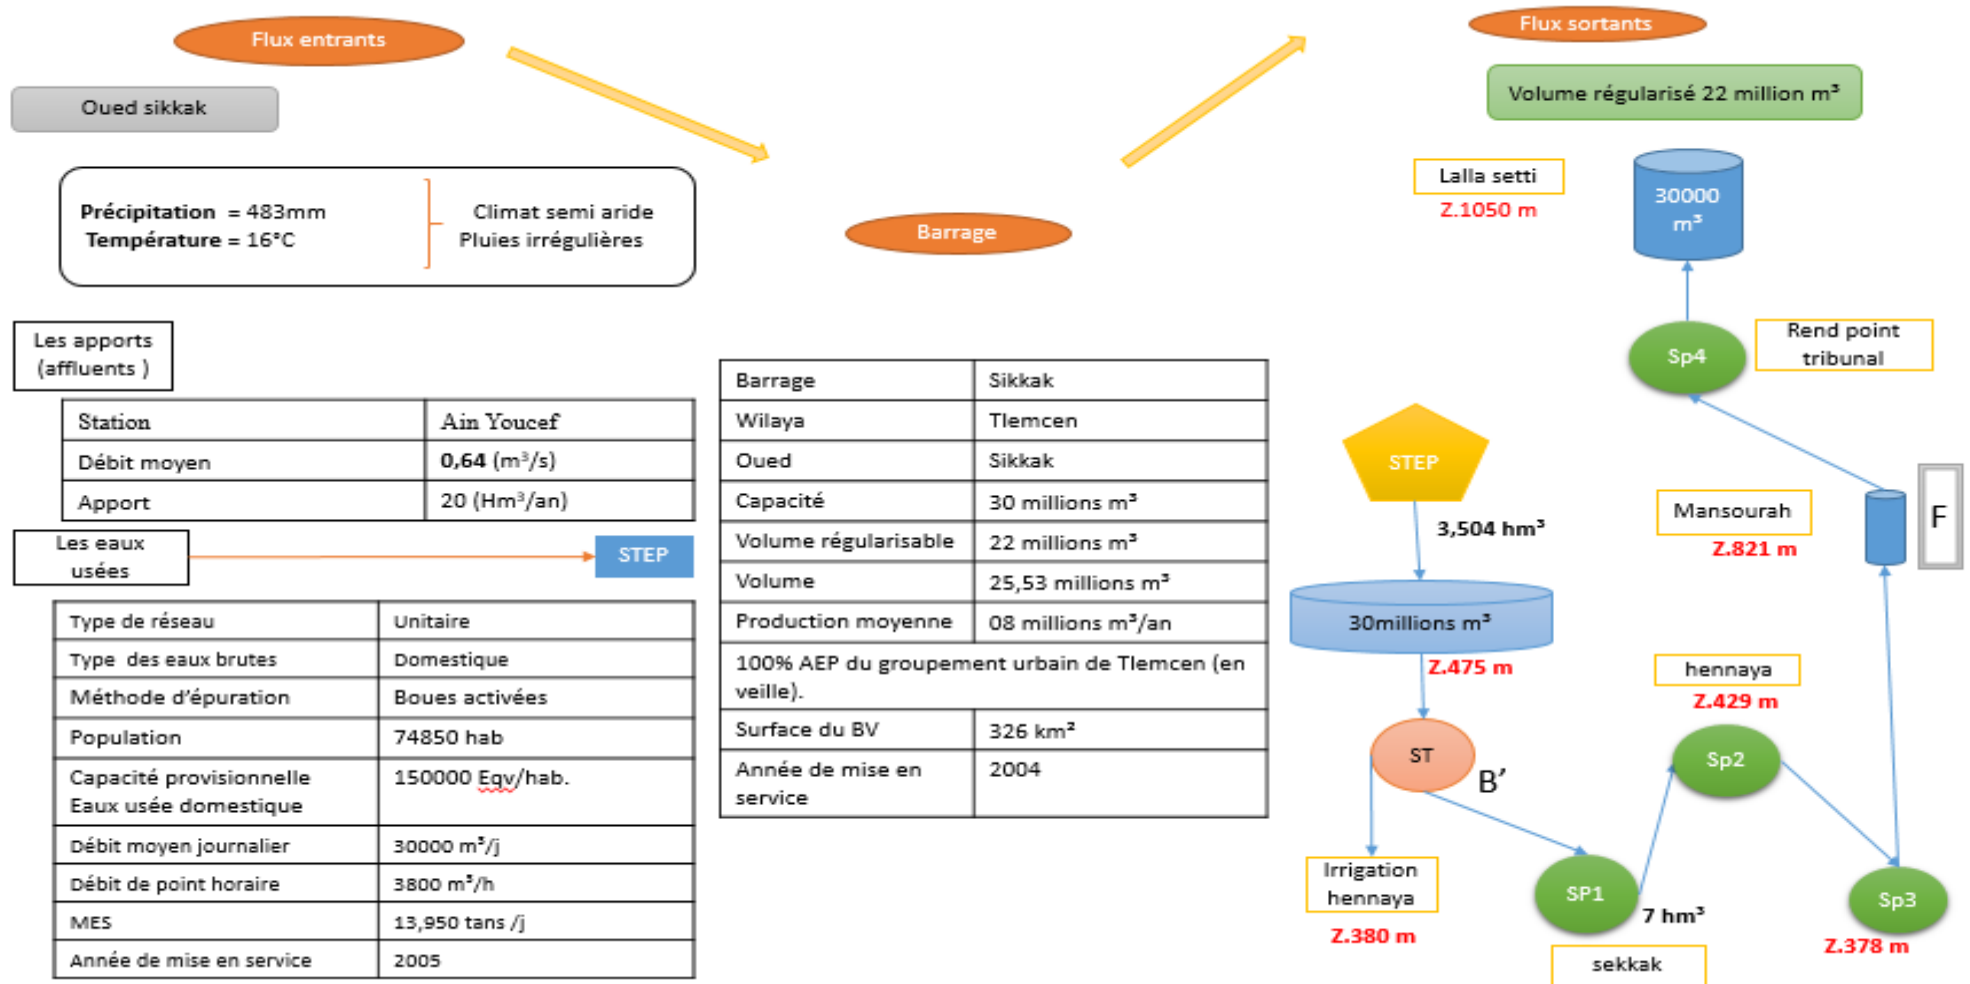 Flux entrants
Oued sikkak
Précipitation = 483mm
Température = 16°C
Climat semi aride
Pluies irrégulières
Les apports
(affluents )
Station Ain Youcef
Débit moyen 0,64 (m³/s)
Apport 20 (Hm³/an)
Les eaux
usées
STEP
Type de réseau Unitaire
Type des eaux brutes Domestique
Méthode d'épuration Boues activées
Population 74850 hab
Capacité provisionnelle 150000 Eqv/hab.
Eaux usée domestique
Débit moyen journalier 30000 m³/j
Débit de point horaire 3800 m³/h
MES 13,950 tans /j
Année de mise en service 2005
Barrage
Barrage Sikkak
Wilaya Tlemcen
Oued Sikkak
Capacité 30 millions m³
Volume régularisable 22 millions m³
Volume 25,53 millions m³
Production moyenne 08 millions m³/an
100% AEP du groupement urbain de Tlemcen (en
veille).
Surface du BV 326 km²
Année de mise en 2004
service
Flux sortants
Volume régularisé 22 million m³
Lalla setti
Z.1050 m
30000
m³
Sp4
Rend point
tribunal
STEP
3,504 hm³
Mansourah
Z.821 m
F
30millions m³
Z.475 m
hennaya
Z.429 m
ST
B'
Sp2
Irrigation
hennaya
Z.380 m
SP1
7 hm³
sekkak
Sp3
Z.378 m